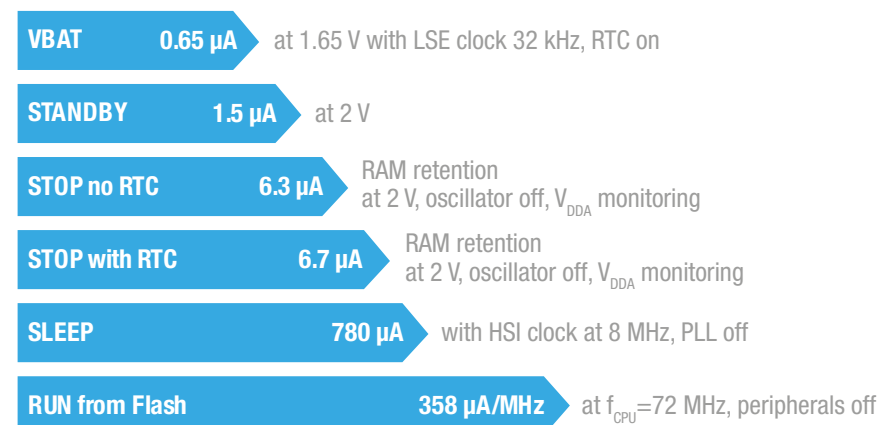 VBAT 0.65 µA at 1.65 V with LSE clock 32 kHz, RTC on
STANDBY 1.5 µA at 2 V
STOP no RTC 6.3 µA RAM retention
at 2 V, oscillator off, VDDA monitoring
STOP with RTC 6.7 µA RAM retention
at 2 V, oscillator off, VDDA monitoring
SLEEP 780 µA with HSI clock at 8 MHz, PLL off
RUN from Flash 358 µA/MHz at fCPU=72 MHz, peripherals off